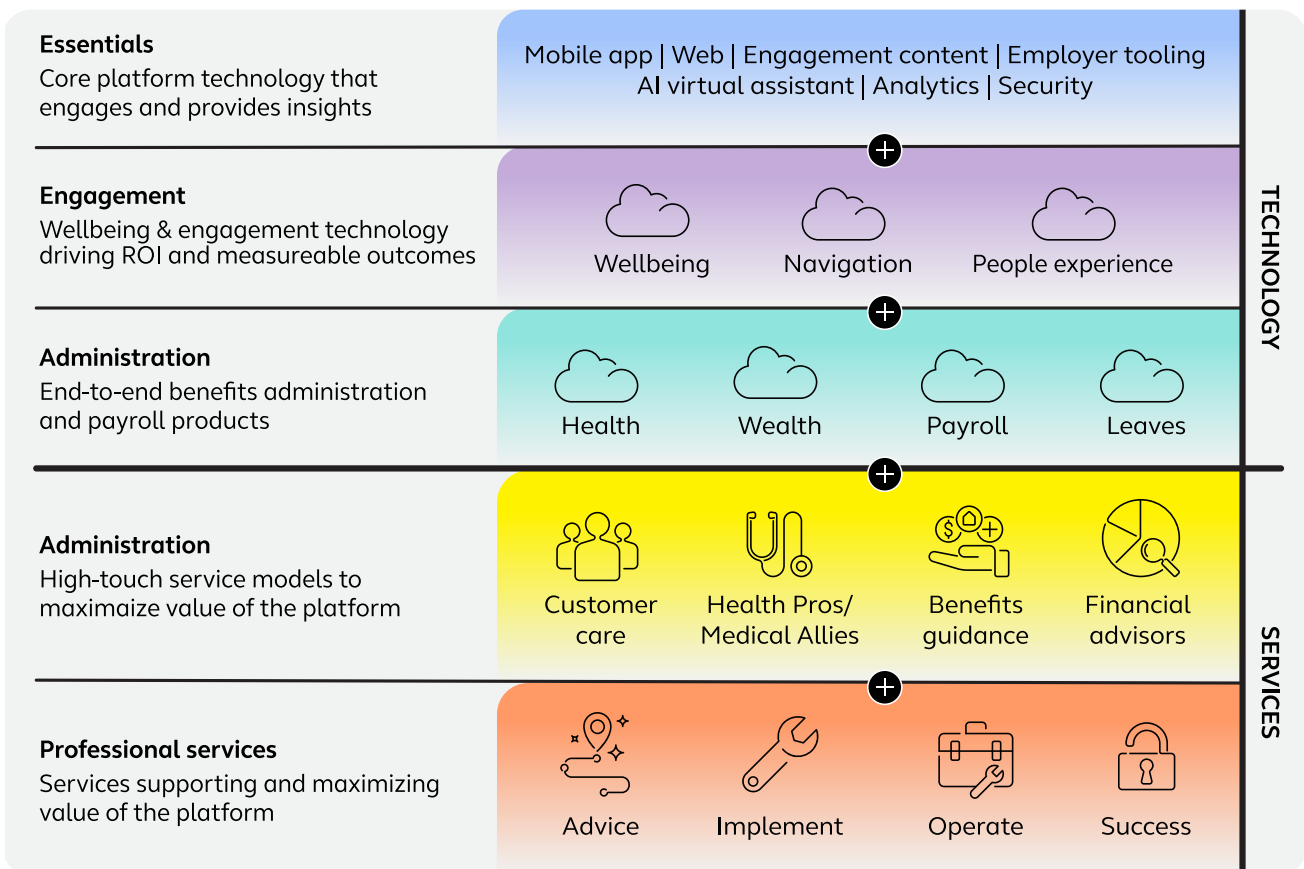 Essentials
Core platform technology that
engages and provides insights
Mobile app | Web | Engagement content | Employer tooling
AI virtual assistant | Analytics | Security
Engagement
Wellbeing & engagement technology
driving ROI and measureable outcomes
Wellbeing
Navigation
People experience
Administration
End-to-end benefits administration
and payroll products
Health
Wealth
Payroll
Leaves
TECHNOLOGY
Administration
High-touch service models to
maximaize value of the platform
Customer
care
Health Pros/
Medical Allies
Benefits
guidance
Financial
advisors
Professional services
Services supporting and maximizing
value of the platform
Advice
Implement
Operate
Success
SERVICES